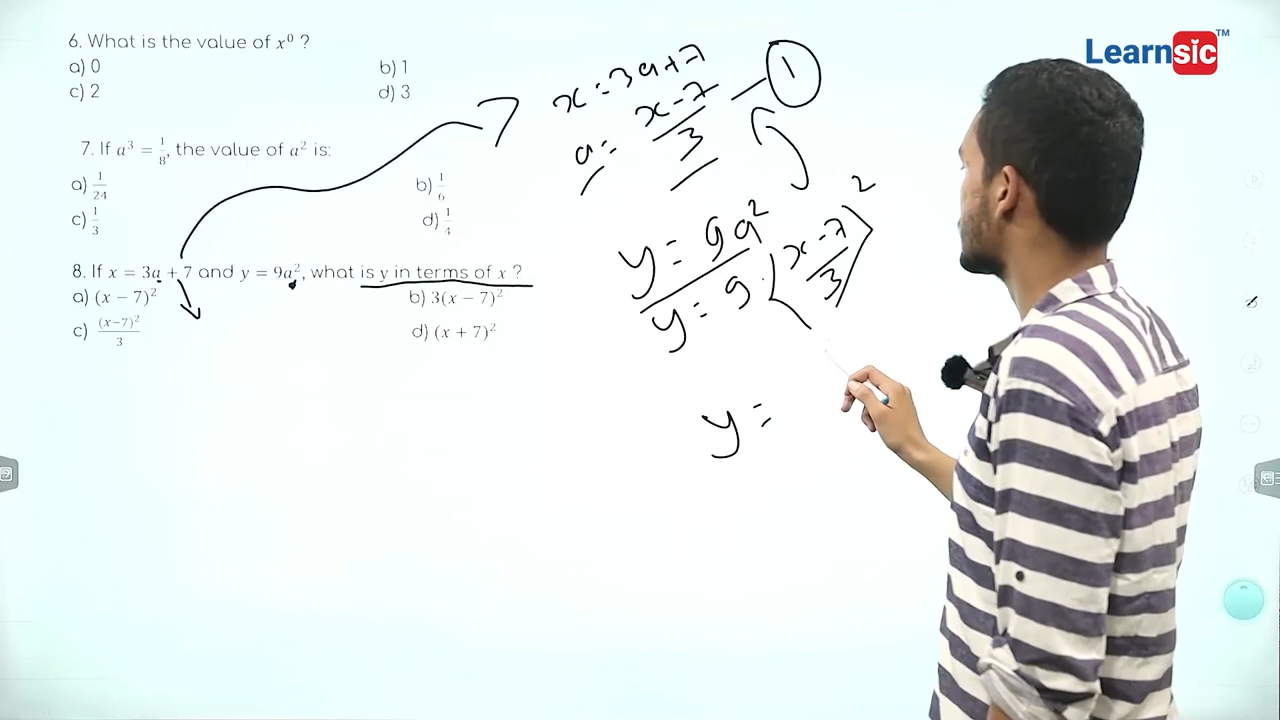 6. What is the value of x⁰ ?
a) 0 b) 1
c) 2 d) 3
7. If a³ = 1/8, the value of a² is:
a) 1/24 b) 1/6
c) 1/3 d) 1/4
8. If x = 3a + 7 and y = 9a², what is y in terms of x ?
a) (x − 7)² b) 3(x − 7)²
c) (x−7)²/3 d) (x + 7)²
x = 3a + 7
a = x − 7/3 — 1
y = 9a²
y = 9 . (x − 7/3)²
y =
Learnsic™